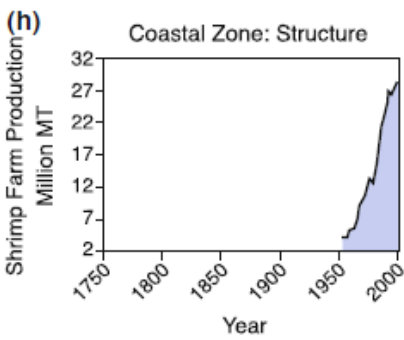 (h)
Coastal Zone: Structure
Shrimp Farm Production
Million MT
32
27
22
17
12
7
2
1750 1800 1850 1900 1950 2000
Year